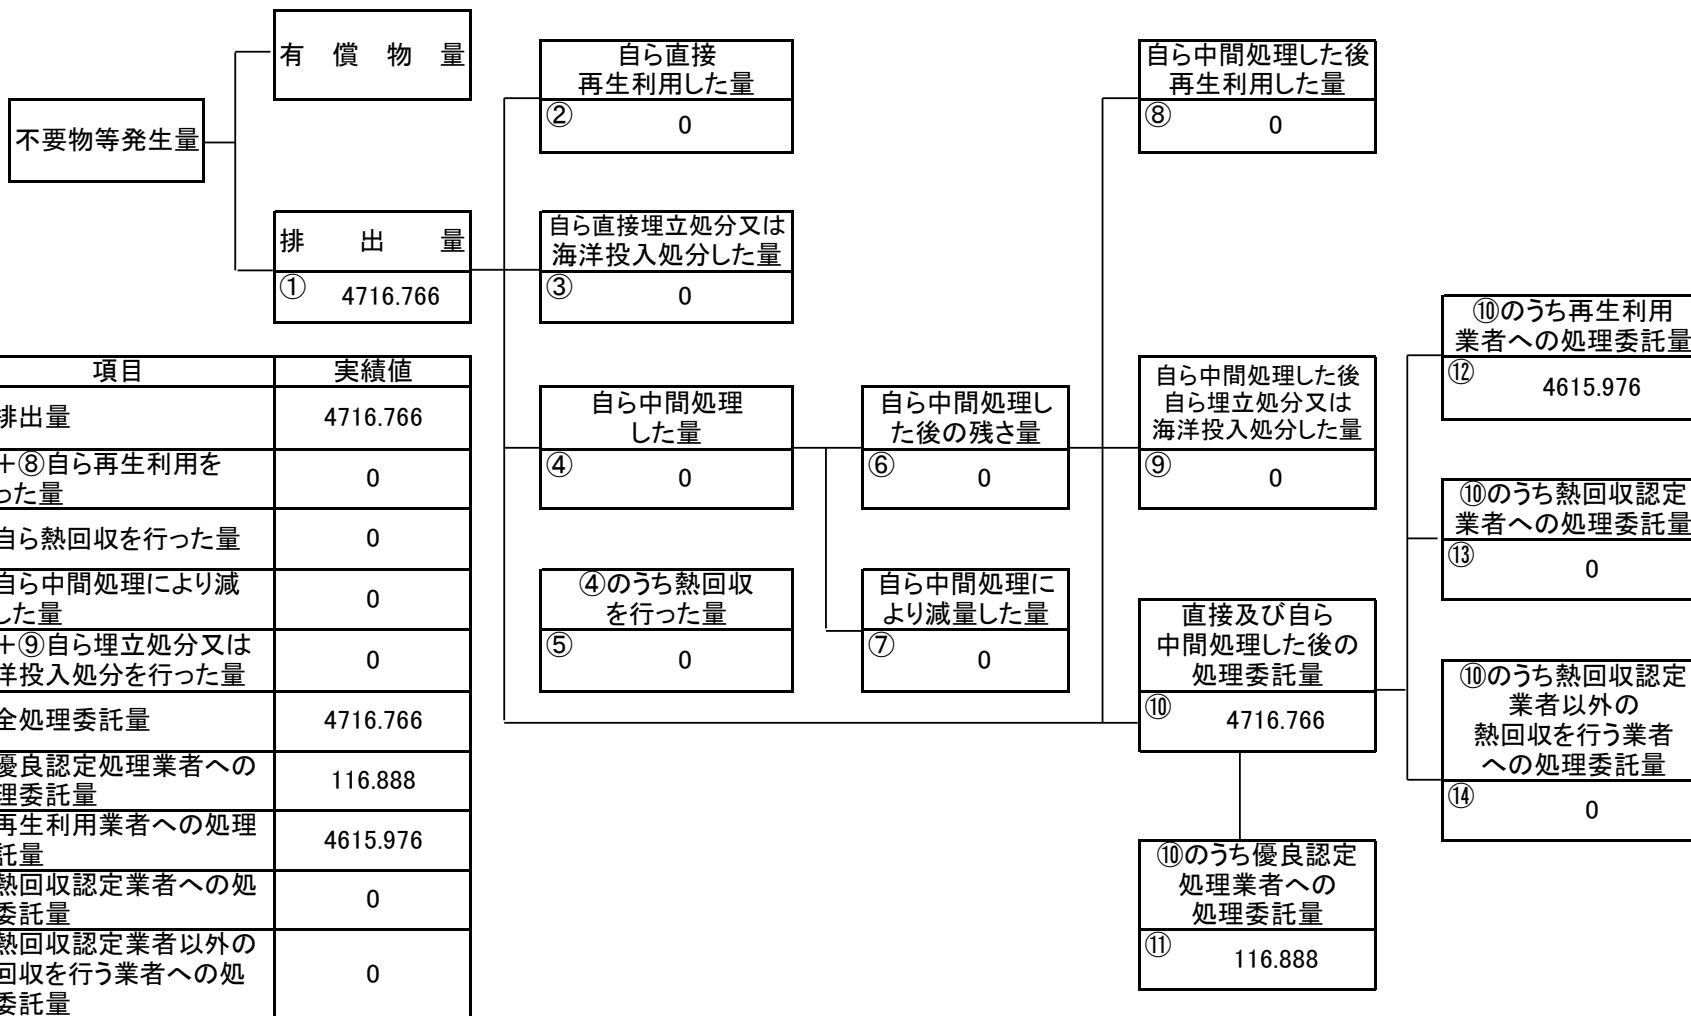 有　償　物　量
不要物等発生量
排　出　量
①
4716.766
自ら直接
再生利用した量
②
0
自ら直接埋立処分又は
海洋投入処分した量
③
0
自ら中間処理
した量
④
0
④のうち熱回収
を行った量
⑤
0
自ら中間処理し
た後の残さ量
⑥
0
自ら中間処理に
より減量した量
⑦
0
自ら中間処理した後
再生利用した量
⑧
0
自ら中間処理した後
自ら埋立処分又は
海洋投入処分した量
⑨
0
直接及び自ら
中間処理した後の
処理委託量
⑩
4716.766
⑩のうち優良認定
処理業者への
処理委託量
⑪
116.888
⑩のうち再生利用
業者への処理委託量
⑫
4615.976
⑩のうち熱回収認定
業者への処理委託量
⑬
0
⑩のうち熱回収認定
業者以外の
熱回収を行う業者
への処理委託量
⑭
0
項目
実績値
排出量
4716.766
＋⑧自ら再生利用を
った量
0
自ら熱回収を行った量
0
自ら中間処理により減
した量
0
＋⑨自ら埋立処分又は
洋投入処分を行った量
0
全処理委託量
4716.766
優良認定処理業者への
理委託量
116.888
再生利用業者への処理
託量
4615.976
熱回収認定業者への処
委託量
0
熱回収認定業者以外の
回収を行う業者への処
委託量
0